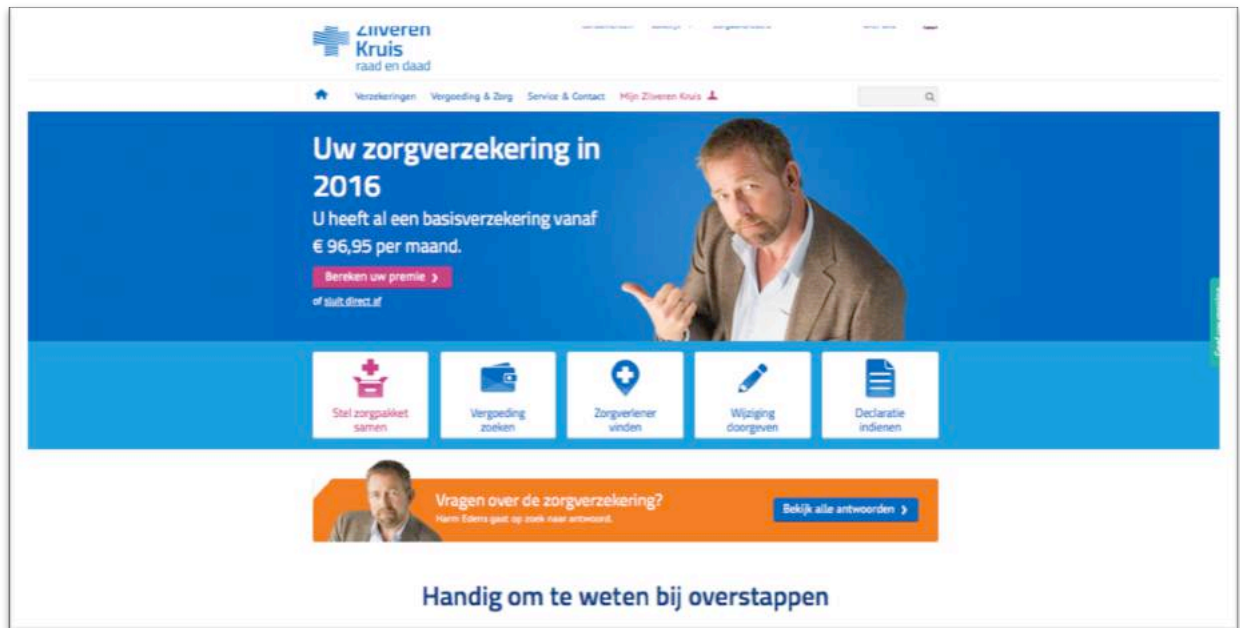 Zilveren
Kruis
raad en daad
Verzekeringen Vergoeding & Zorg Service & Contact Mijn Zilveren Kruis
Uw zorgverzekering in
2016
U heeft al een basisverzekering vanaf
€ 96,95 per maand.
Bereken uw premie
of sluit direct af
Stel zorgpakket
samen
Vergoeding
zoeken
Zorgverlener
vinden
Wijziging
doorgeven
Declaratie
indienen
Vragen over de zorgverzekering?
Harm Edens gaat op zoek naar antwoord.
Bekijk alle antwoorden
Handig om te weten bij overstappen